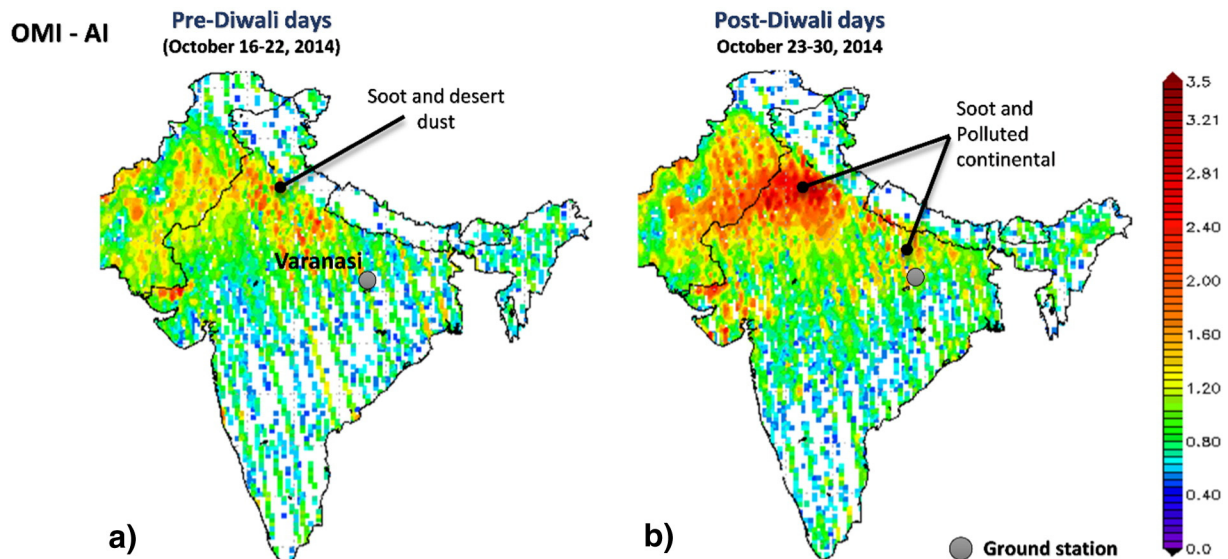 OMI - AI
Pre-Diwali days
(October 16-22, 2014)
Post-Diwali days
October 23-30, 2014
Soot and desert
dust
Soot and
Polluted
continental
Varanasi
3.5
3.21
2.81
2.40
2.00
1.60
1.20
0.80
0.40
0.0
a)
b)
Ground station